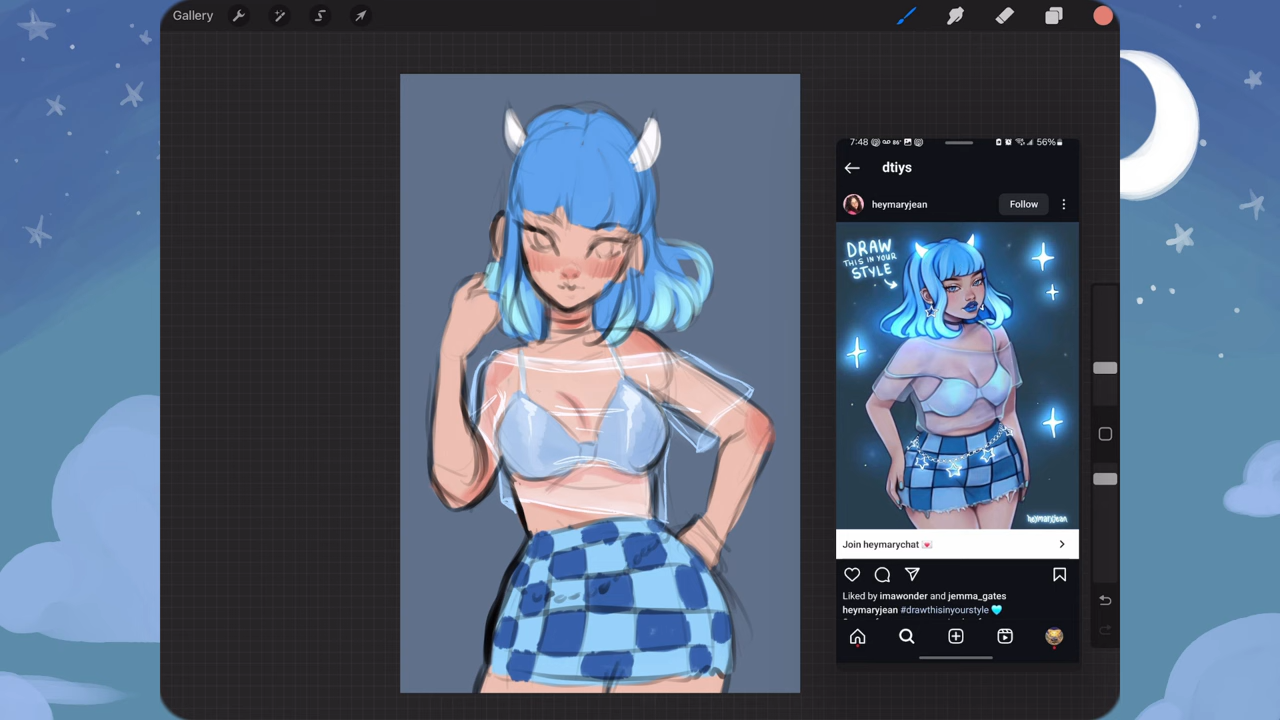 Gallery
7:48
56%
dtiys
heymaryjean
Follow
DRAW
THIS IN YOUR
STYLE
heymaryjean
Join heymarychat 💌
Liked by imawonder and jemma_gates
heymaryjean #drawthisinyourstyle 🩵